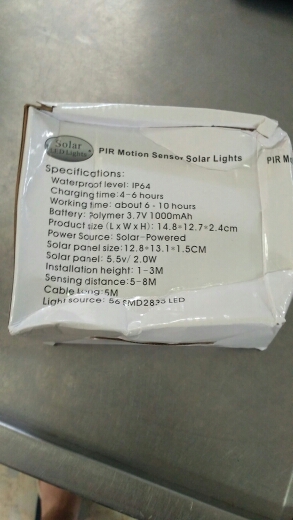 Solar
LED Lights
PIR Motion Sensor Solar Lights
PIR M
Specifications:
Waterproof level: IP64
Charging time: 4-6 hours
Working time: about 6 - 10 hours
Battery: Polymer 3.7V 1000mAh
Product size (L x W x H): 14.8*12.7*2.4cm
Power Source: Solar-Powered
Solar panel size: 12.8*13.1*1.5CM
Solar panel: 5.5v/ 2.0W
Installation height: 1-3M
Sensing distance: 5-8M
Cable Long: 5M
Light source: 56 SMD2835 LED